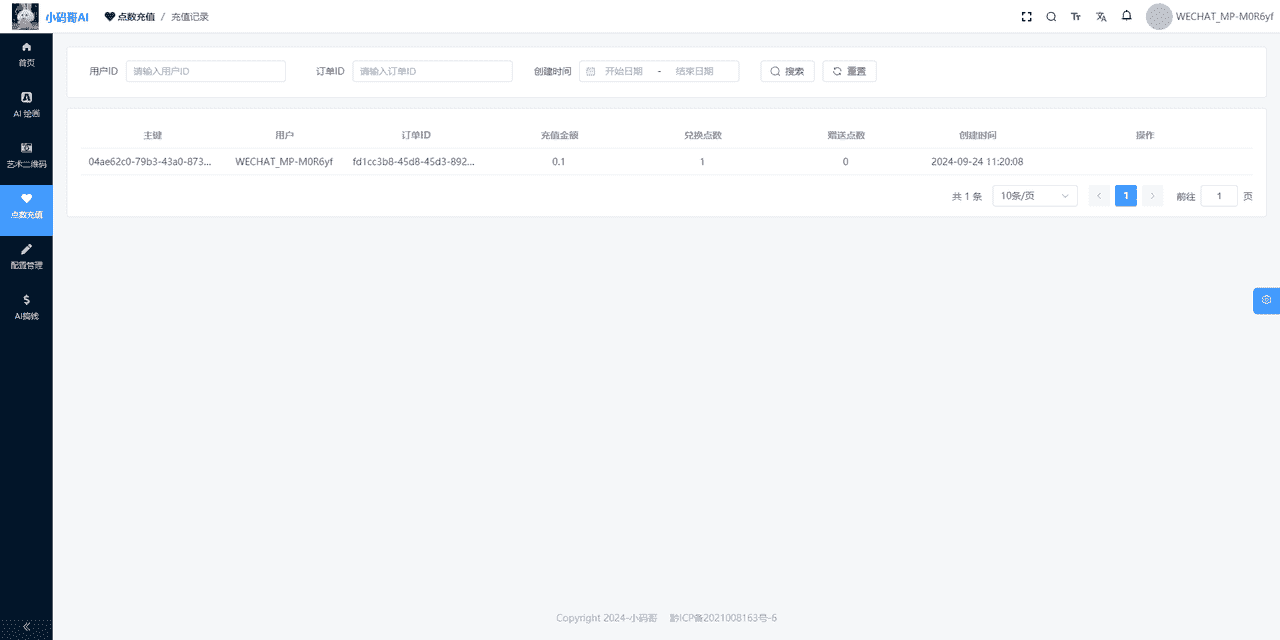 小码哥AI 点数充值 / 充值记录 WECHAT_MP-M0R6yf
首页
AI 绘画
艺术二维码
点数充值
配置管理
AI搞钱
用户ID 请输入用户ID 订单ID 请输入订单ID 创建时间 开始日期 - 结束日期 搜索 重置
主键 用户 订单ID 充值金额 兑换点数 赠送点数 创建时间 操作
04ae62c0-79b3-43a0-873... WECHAT_MP-M0R6yf fd1cc3b8-45d8-45d3-892... 0.1 1 0 2024-09-24 11:20:08
共 1 条 10条/页 1 前往 1 页
Copyright 2024-小码哥 黔ICP备2021008163号-6